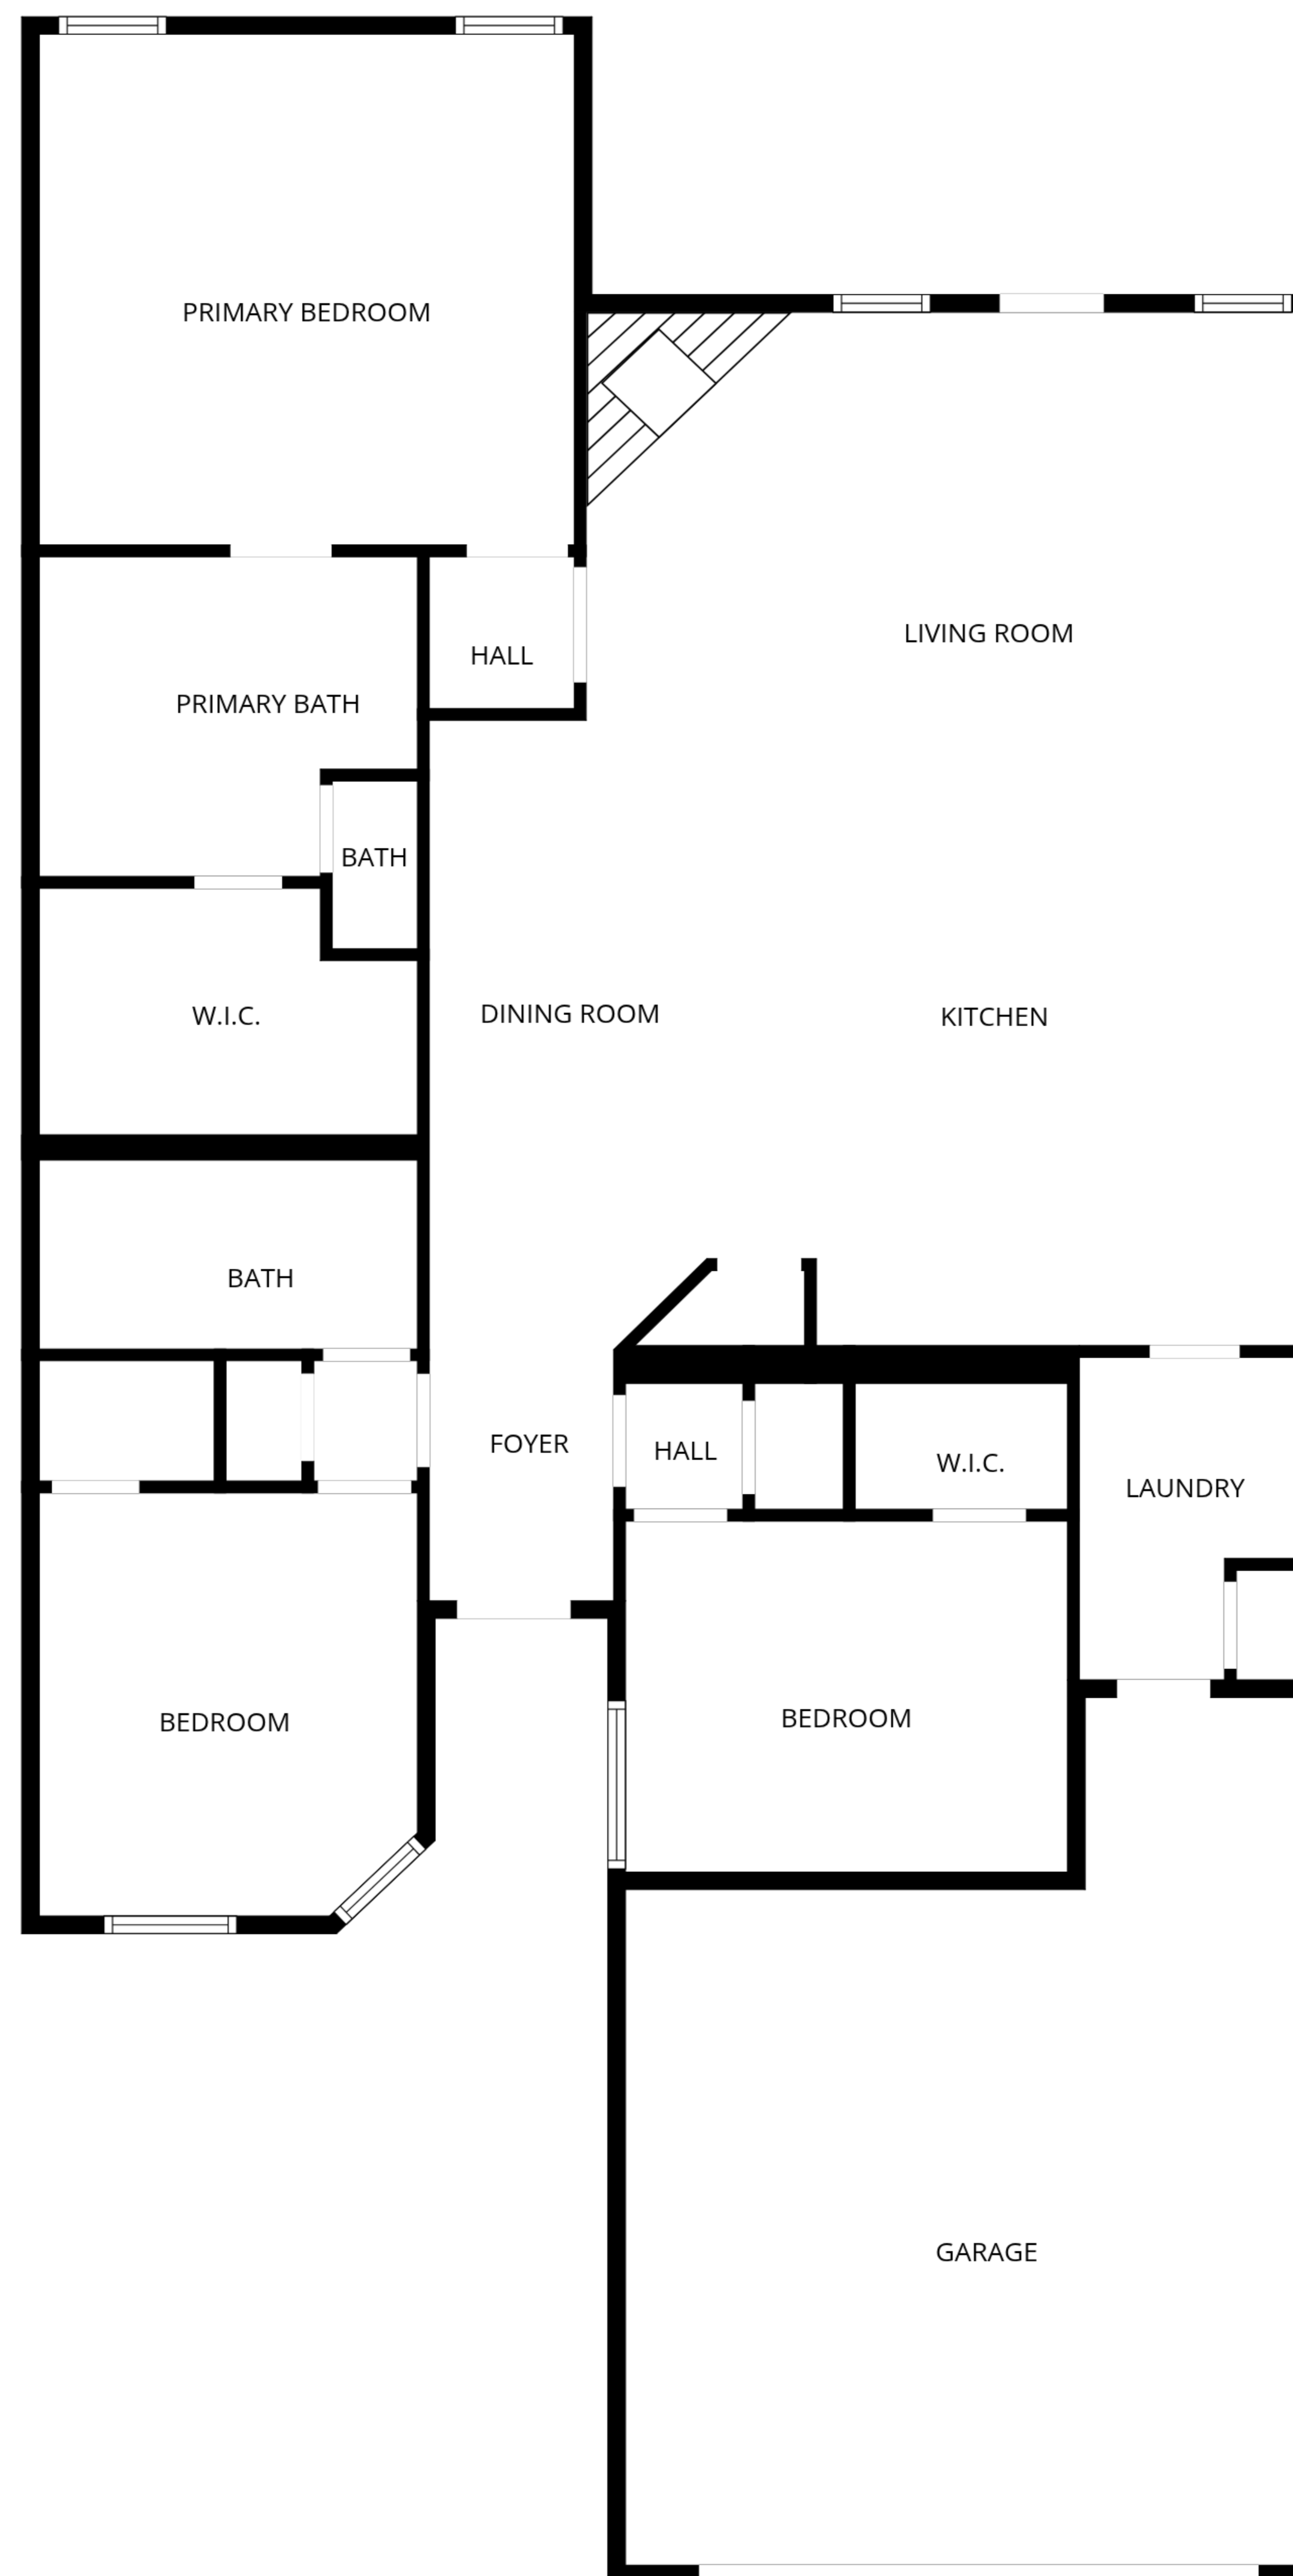 PRIMARY BEDROOM
LIVING ROOM
HALL
PRIMARY BATH
BATH
W.I.C.
DINING ROOM
KITCHEN
BATH
FOYER
HALL
W.I.C.
LAUNDRY
BEDROOM
BEDROOM
GARAGE